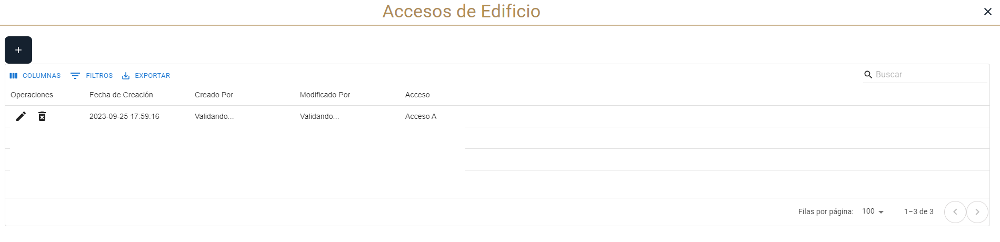 Accesos de Edificio
COLUMNAS FILTROS EXPORTAR Buscar
Operaciones Fecha de Creación Creado Por Modificado Por Acceso
2023-09-25 17:59:16 Validando... Validando... Acceso A
Filas por página: 100 1–3 de 3